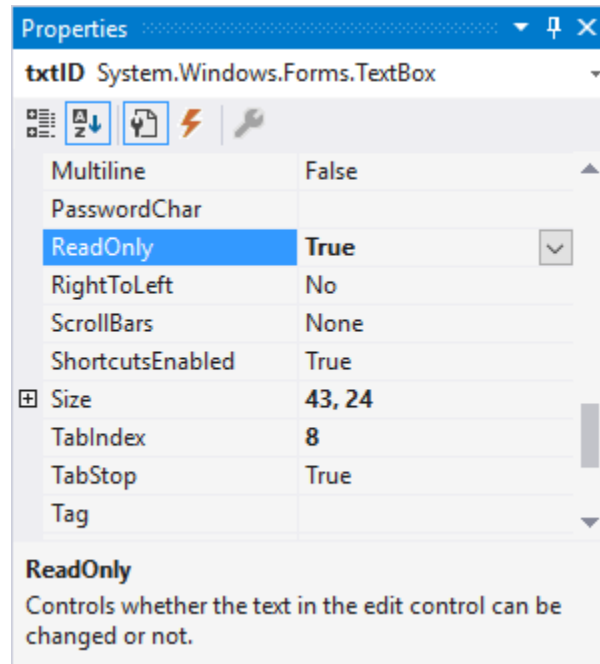 Properties
txtID System.Windows.Forms.TextBox
Multiline False
PasswordChar
ReadOnly True
RightToLeft No
ScrollBars None
ShortcutsEnabled True
Size 43, 24
TabIndex 8
TabStop True
Tag
ReadOnly
Controls whether the text in the edit control can be
changed or not.